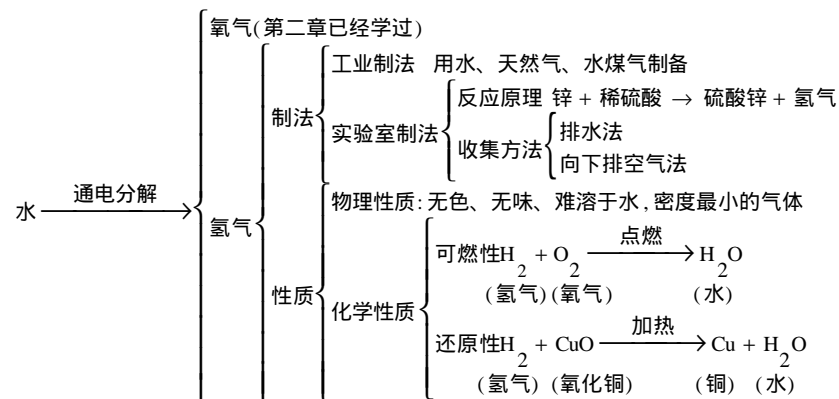 氧气(第二章已经学过)
工业制法 用水、天然气、水煤气制备
制法
反应原理 锌 + 稀硫酸 → 硫酸锌 + 氢气
实验室制法
收集方法
排水法
向下排空气法
水 通电分解
氢气
物理性质:无色、无味、难溶于水,密度最小的气体
性质
化学性质
可燃性H₂ + O₂ 点燃→ H₂O
(氢气)(氧气) (水)
还原性H₂ + CuO 加热→ Cu + H₂O
(氢气) (氧化铜) (铜) (水)